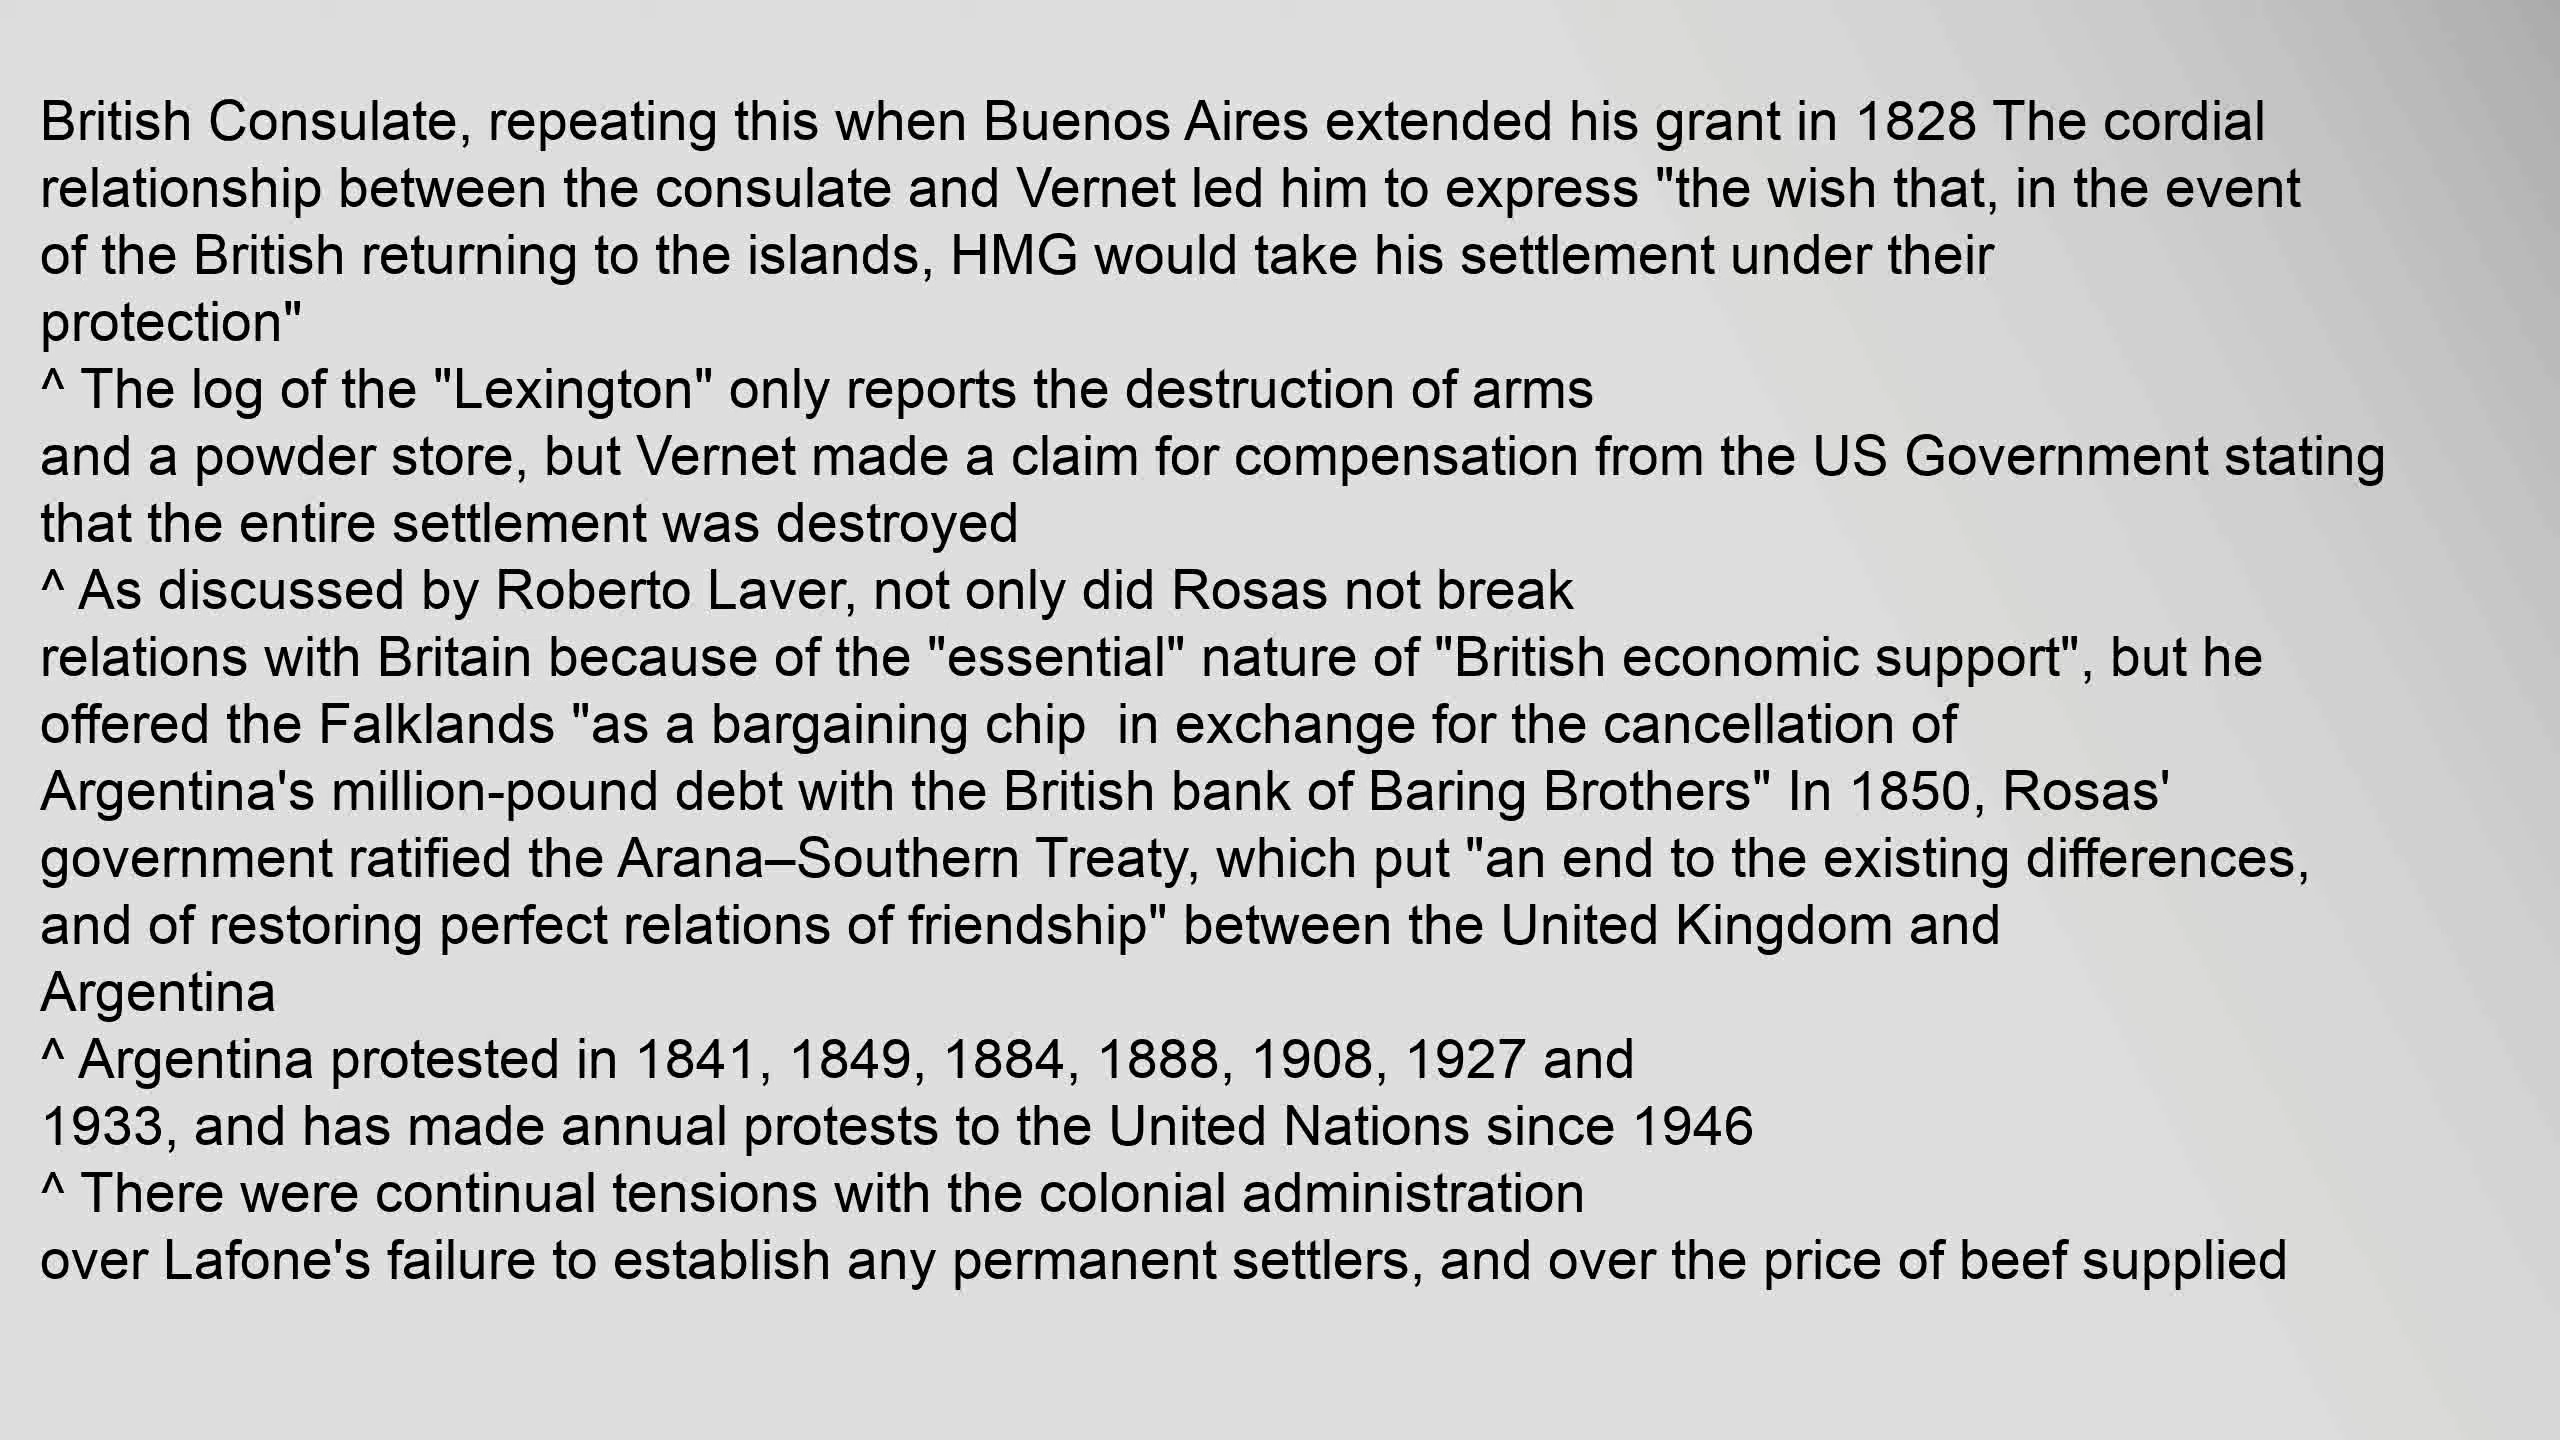 British Consulate, repeating this when Buenos Aires extended his grant in 1828 The cordial
relationship between the consulate and Vernet led him to express "the wish that, in the event
of the British returning to the islands, HMG would take his settlement under their
protection"
^ The log of the "Lexington" only reports the destruction of arms
and a powder store, but Vernet made a claim for compensation from the US Government stating
that the entire settlement was destroyed
^ As discussed by Roberto Laver, not only did Rosas not break
relations with Britain because of the "essential" nature of "British economic support", but he
offered the Falklands "as a bargaining chip  in exchange for the cancellation of
Argentina's million-pound debt with the British bank of Baring Brothers" In 1850, Rosas'
government ratified the Arana–Southern Treaty, which put "an end to the existing differences,
and of restoring perfect relations of friendship" between the United Kingdom and
Argentina
^ Argentina protested in 1841, 1849, 1884, 1888, 1908, 1927 and
1933, and has made annual protests to the United Nations since 1946
^ There were continual tensions with the colonial administration
over Lafone's failure to establish any permanent settlers, and over the price of beef supplied